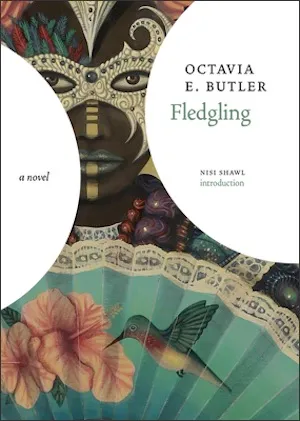 OCTAVIA
E. BUTLER
Fledgling
a novel
NISI SHAWL
introduction